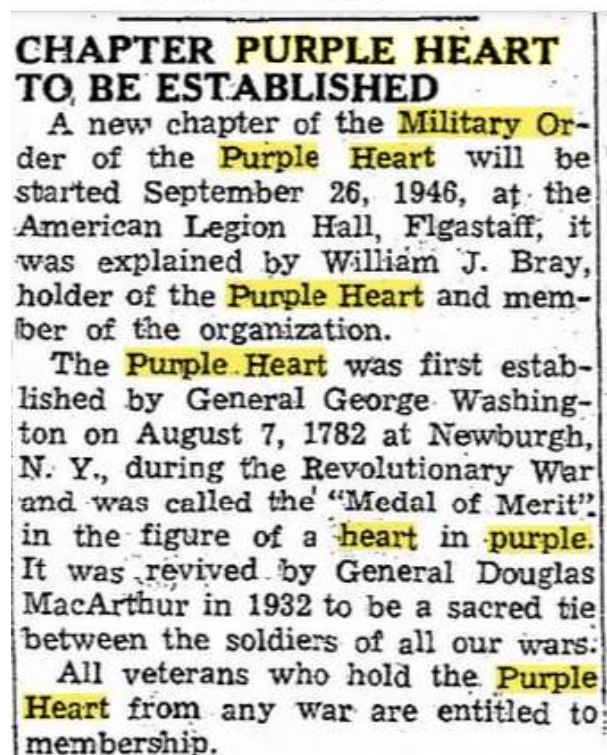 CHAPTER PURPLE HEART
TO BE ESTABLISHED
A new chapter of the Military Or-
der of the Purple Heart will be
started September 26, 1946, at the
American Legion Hall, Flgastaff, it
was explained by William J. Bray,
holder of the Purple Heart and mem-
ber of the organization.
The Purple Heart was first estab-
lished by General George Washing-
ton on August 7, 1782 at Newburgh,
N. Y., during the Revolutionary War
and was called the "Medal of Merit"
in the figure of a heart in purple.
It was revived by General Douglas
MacArthur in 1932 to be a sacred tie
between the soldiers of all our wars.
All veterans who hold the Purple
Heart from any war are entitled to
membership.